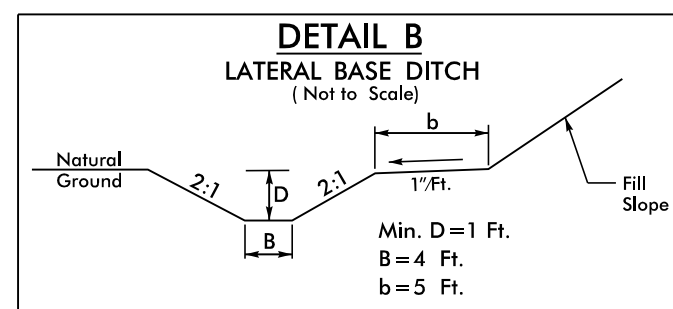 DETAIL B
LATERAL BASE DITCH
( Not to Scale)
b
Natural
Ground
2:1
D
2:1
1"/Ft.
Fill
Slope
B
Min. D=1 Ft.
B=4 Ft.
b=5 Ft.